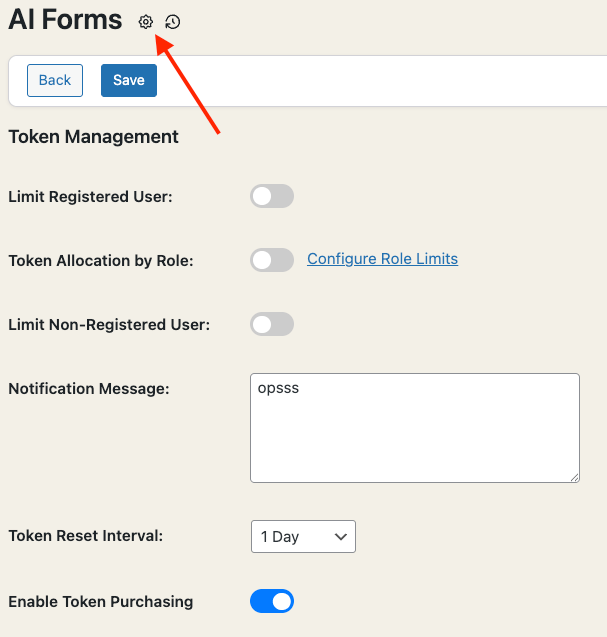 AI Forms
Back Save
Token Management
Limit Registered User:
Token Allocation by Role: Configure Role Limits
Limit Non-Registered User:
Notification Message: opsss
Token Reset Interval: 1 Day
Enable Token Purchasing